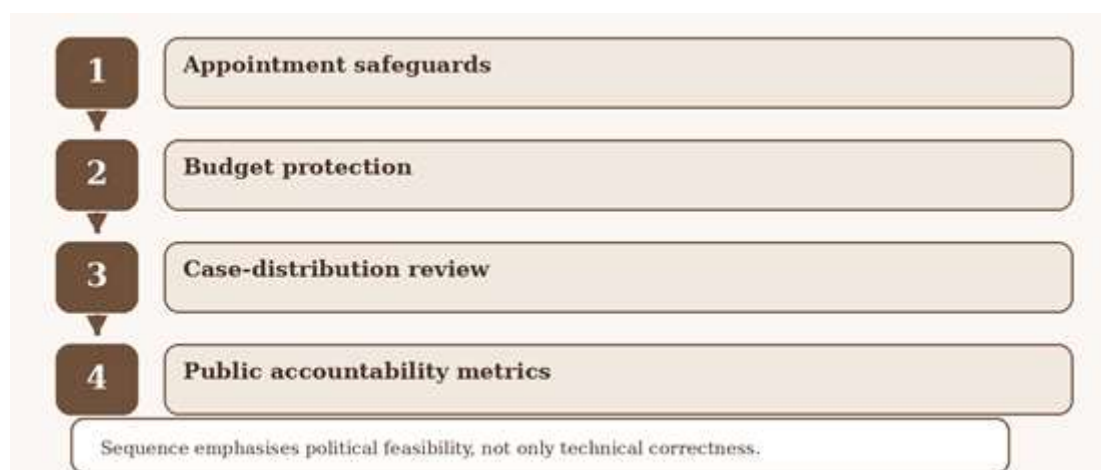 1
Appointment safeguards
2
Budget protection
3
Case-distribution review
4
Public accountability metrics
Sequence emphasises political feasibility, not only technical correctness.